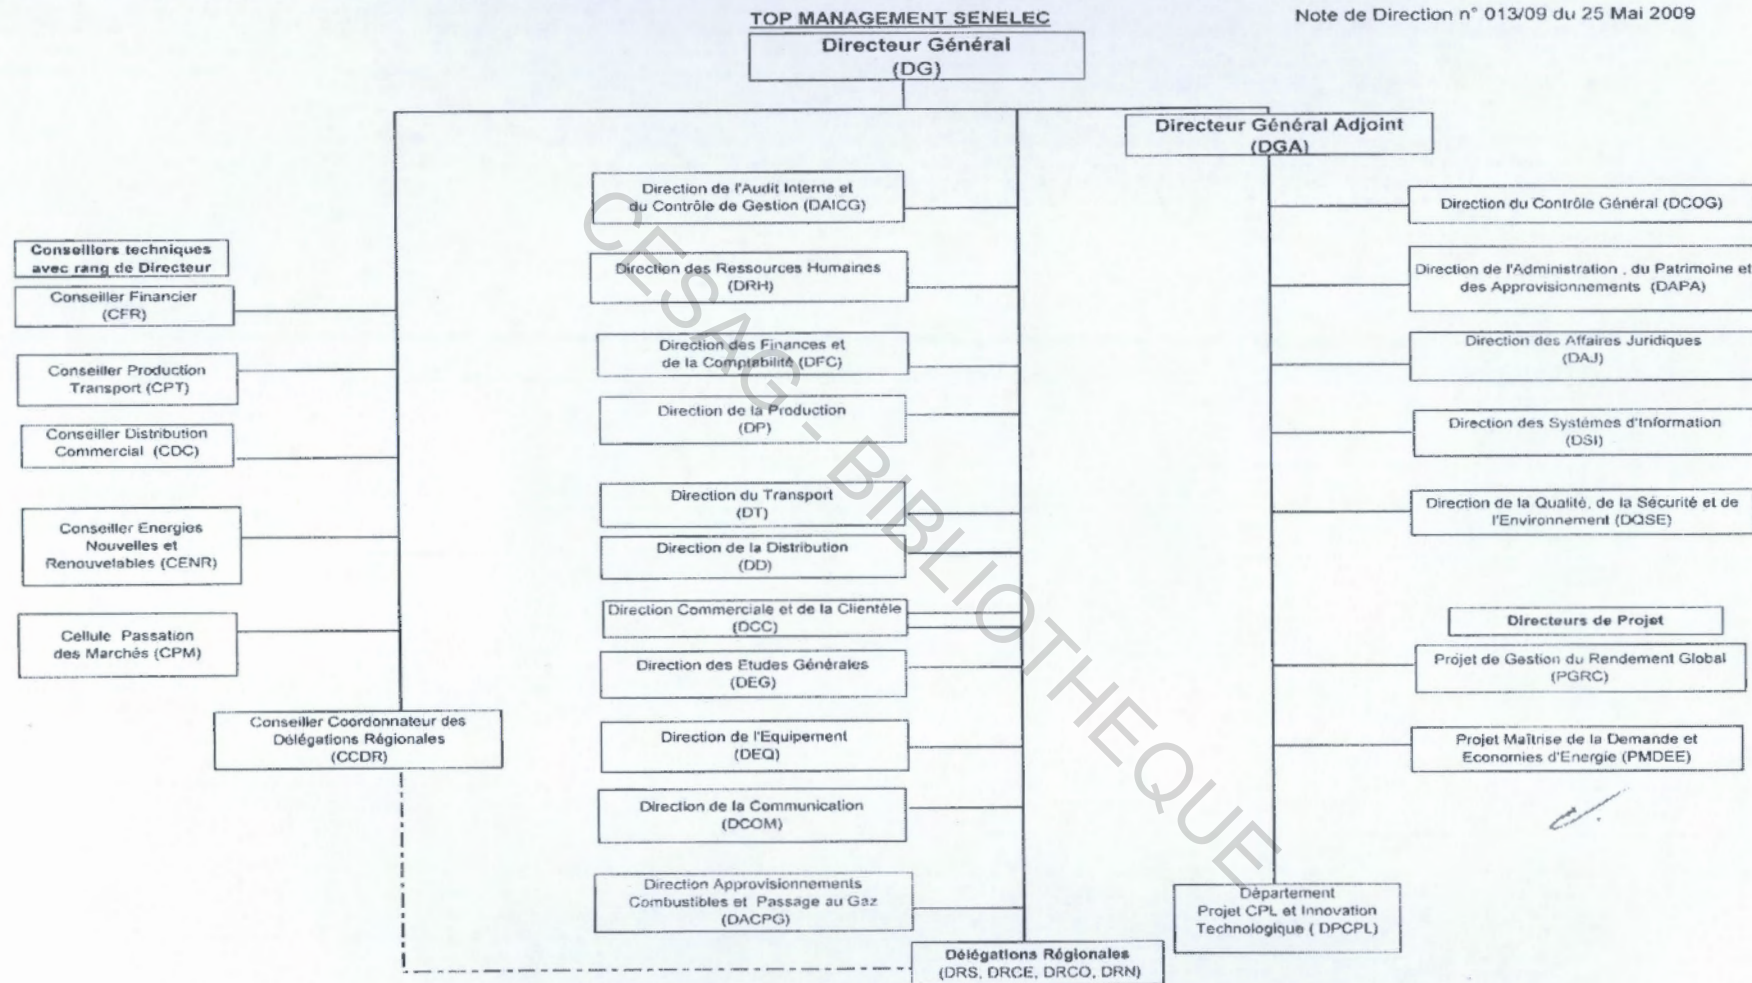 TOP MANAGEMENT SENELEC
Note de Direction n° 013/09 du 25 Mai 2009
Directeur Général
(DG)
Directeur Général Adjoint
(DGA)
Conseillers techniques
avec rang de Directeur
Conseiller Financier
(CFR)
Conseiller Production
Transport (CPT)
Conseiller Distribution
Commercial (CDC)
Conseiller Energies
Nouvelles et
Renouvelables (CENR)
Cellule Passation
des Marchés (CPM)
Conseiller Coordonnateur des
Délégations Régionales
(CCDR)
Direction de l'Audit Interne et
du Contrôle de Gestion (DAICG)
Direction des Ressources Humaines
(DRH)
Direction des Finances et
de la Comptabilité (DFC)
Direction de la Production
(DP)
Direction du Transport
(DT)
Direction de la Distribution
(DD)
Direction Commerciale et de la Clientèle
(DCC)
Direction des Etudes Générales
(DEG)
Direction de l'Equipement
(DEQ)
Direction de la Communication
(DCOM)
Direction Approvisionnements
Combustibles et Passage au Gaz
(DACPG)
Délégations Régionales
(DRS, DRCE, DRCO, DRN)
Direction du Contrôle Général (DCOG)
Direction de l'Administration , du Patrimoine et
des Approvisionnements (DAPA)
Direction des Affaires Juridiques
(DAJ)
Direction des Systèmes d'Information
(DSI)
Direction de la Qualité, de la Sécurité et de
l'Environnement (DQSE)
Directeurs de Projet
Projet de Gestion du Rendement Global
(PGRC)
Projet Maîtrise de la Demande et
Economies d'Energie (PMDEE)
Département
Projet CPL et Innovation
Technologique ( DPCPL)
CESAG - BIBLIOTHEQUE